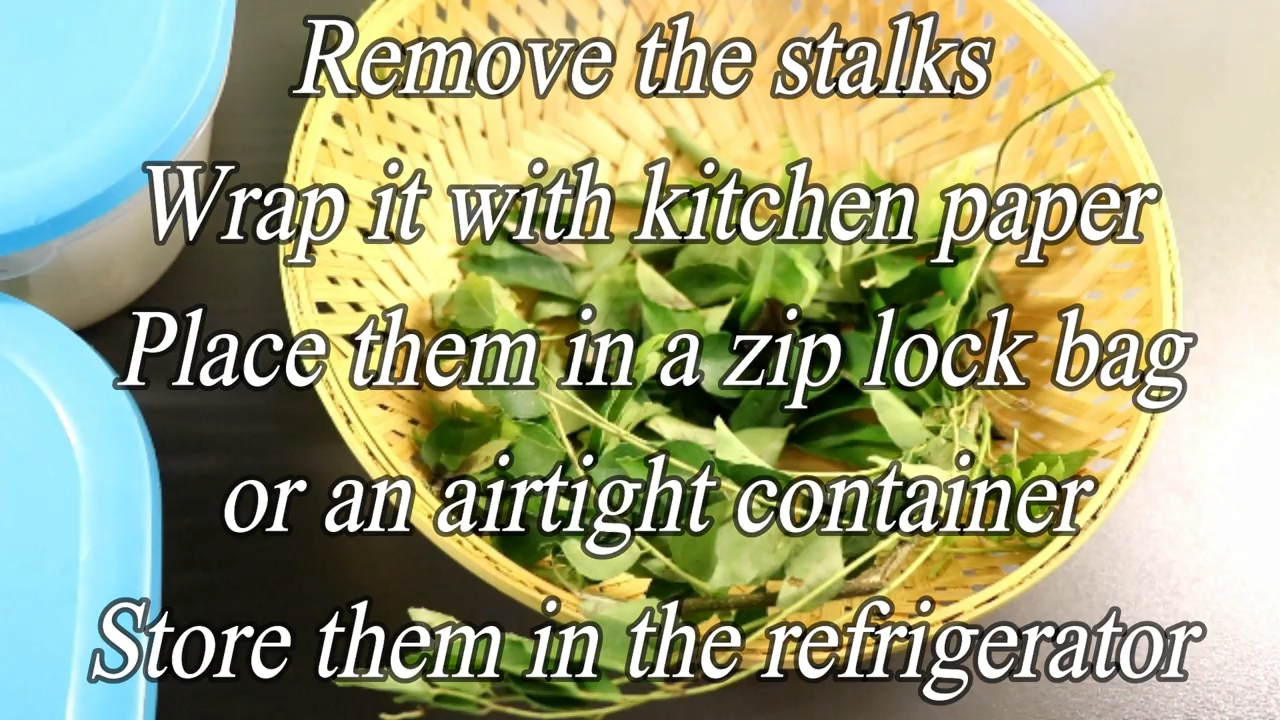 Remove the stalks
Wrap it with kitchen paper
Place them in a zip lock bag
or an airtight container
Store them in the refrigerator